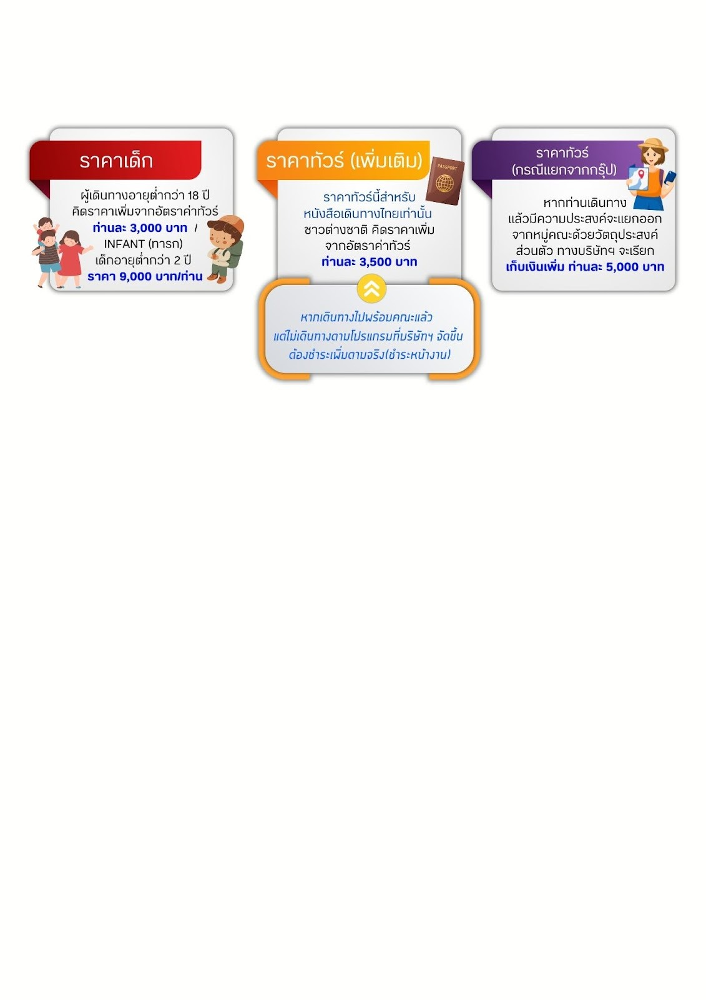 ราคาเด็ก
ผู้เดินทางอายุต่ำกว่า 18 ปี
คิดราคาเพิ่มจากอัตราค่าทัวร์
ท่านละ 3,000 บาท /
INFANT (ทารก)
เด็กอายุต่ำกว่า 2 ปี
ราคา 9,000 บาท/ท่าน
ราคาทัวร์ (เพิ่มเติม)
PASSPORT
ราคาทัวร์นี้สำหรับ
หนังสือเดินทางไทยเท่านั้น
ชาวต่างชาติ คิดราคาเพิ่ม
จากอัตราค่าทัวร์
ท่านละ 3,500 บาท
หากเดินทางไปพร้อมคณะแล้ว
แต่ไม่เดินทางตามโปรแกรมที่บริษัทฯ จัดขึ้น
ต้องชำระเพิ่มตามจริง(ชำระหน้างาน)
ราคาทัวร์
(กรณีแยกจากกรุ๊ป)
หากท่านเดินทาง
แล้วมีความประสงค์จะแยกออก
จากหมู่คณะด้วยวัตถุประสงค์
ส่วนตัว ทางบริษัทฯ จะเรียก
เก็บเงินเพิ่ม ท่านละ 5,000 บาท